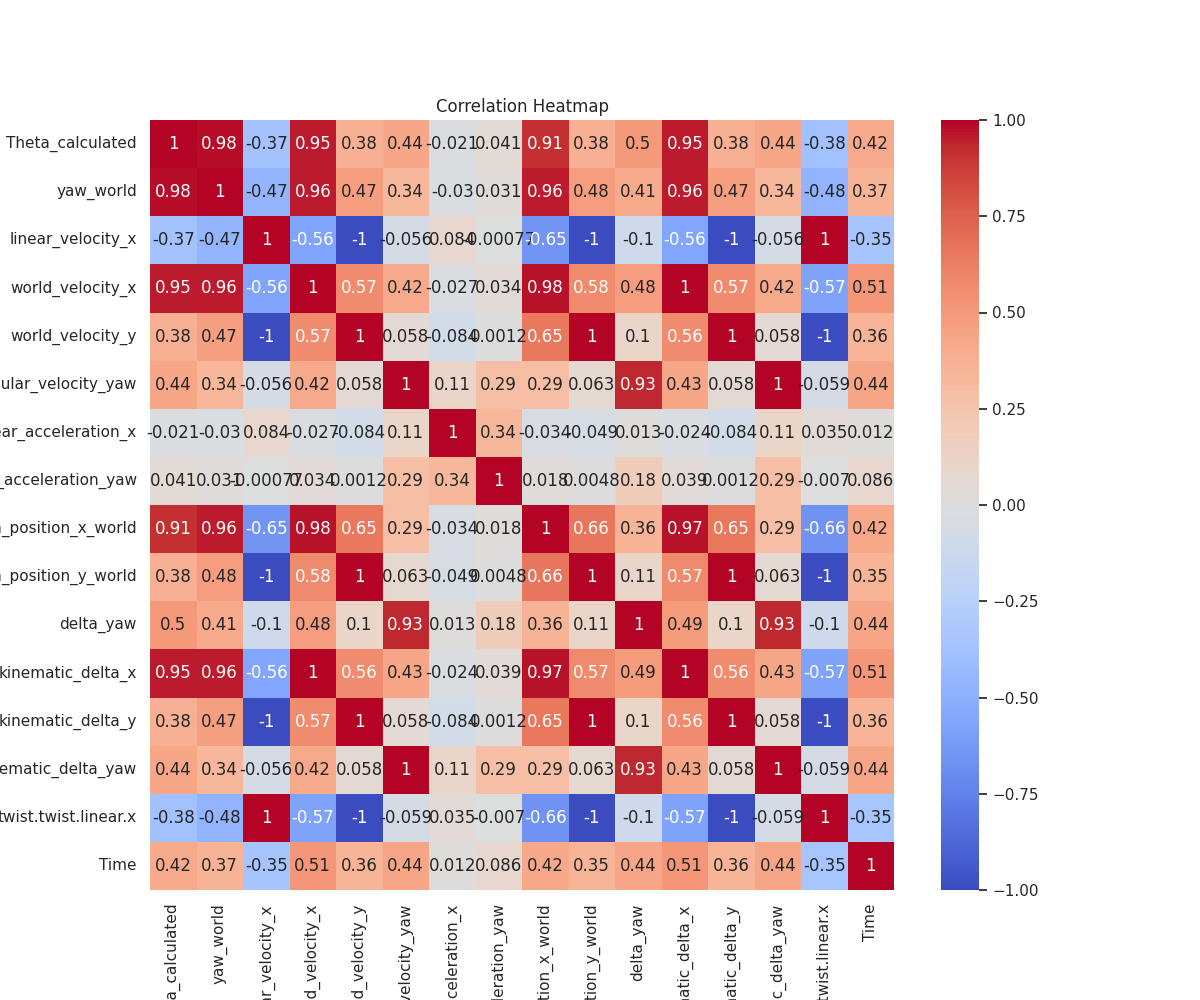 Correlation Heatmap
Theta_calculated 1 0.98 -0.37 0.95 0.38 0.44 -0.021 0.041 0.91 0.38 0.5 0.95 0.38 0.44 -0.38 0.42
yaw_world 0.98 1 -0.47 0.96 0.47 0.34 -0.03 0.031 0.96 0.48 0.41 0.96 0.47 0.34 -0.48 0.37
linear_velocity_x -0.37 -0.47 1 -0.56 -1 -0.056 0.084 -0.00077 -0.65 -1 -0.1 -0.56 -1 -0.056 1 -0.35
world_velocity_x 0.95 0.96 -0.56 1 0.57 0.42 -0.027 0.034 0.98 0.58 0.48 1 0.57 0.42 -0.57 0.51
world_velocity_y 0.38 0.47 -1 0.57 1 0.058 -0.084 0.0012 0.65 1 0.1 0.56 1 0.058 -1 0.36
ular_velocity_yaw 0.44 0.34 -0.056 0.42 0.058 1 0.11 0.29 0.29 0.063 0.93 0.43 0.058 1 -0.059 0.44
ear_acceleration_x -0.021 -0.03 0.084 -0.027 -0.084 0.11 1 0.34 -0.034 -0.049 0.013 -0.024 -0.084 0.11 0.035 0.012
_acceleration_yaw 0.041 0.031 -0.00077 0.034 0.0012 0.29 0.34 1 0.018 0.0048 0.18 0.039 0.0012 0.29 -0.007 0.086
a_position_x_world 0.91 0.96 -0.65 0.98 0.65 0.29 -0.034 0.018 1 0.66 0.36 0.97 0.65 0.29 -0.66 0.42
a_position_y_world 0.38 0.48 -1 0.58 1 0.063 -0.049 0.0048 0.66 1 0.11 0.57 1 0.063 -1 0.35
delta_yaw 0.5 0.41 -0.1 0.48 0.1 0.93 0.013 0.18 0.36 0.11 1 0.49 0.1 0.93 -0.1 0.44
kinematic_delta_x 0.95 0.96 -0.56 1 0.56 0.43 -0.024 0.039 0.97 0.57 0.49 1 0.56 0.43 -0.57 0.51
kinematic_delta_y 0.38 0.47 -1 0.57 1 0.058 -0.084 0.0012 0.65 1 0.1 0.56 1 0.058 -1 0.36
ematic_delta_yaw 0.44 0.34 -0.056 0.42 0.058 1 0.11 0.29 0.29 0.063 0.93 0.43 0.058 1 -0.059 0.44
twist.twist.linear.x -0.38 -0.48 1 -0.57 -1 -0.059 0.035 -0.007 -0.66 -1 -0.1 -0.57 -1 -0.059 1 -0.35
Time 0.42 0.37 -0.35 0.51 0.36 0.44 0.012 0.086 0.42 0.35 0.44 0.51 0.36 0.44 -0.35 1
a_calculated
yaw_world
ar_velocity_x
d_velocity_x
d_velocity_y
velocity_yaw
celeration_x
leration_yaw
tion_x_world
tion_y_world
delta_yaw
matic_delta_x
matic_delta_y
c_delta_yaw
twist.linear.x
Time
1.00
0.75
0.50
0.25
0.00
−0.25
−0.50
−0.75
−1.00